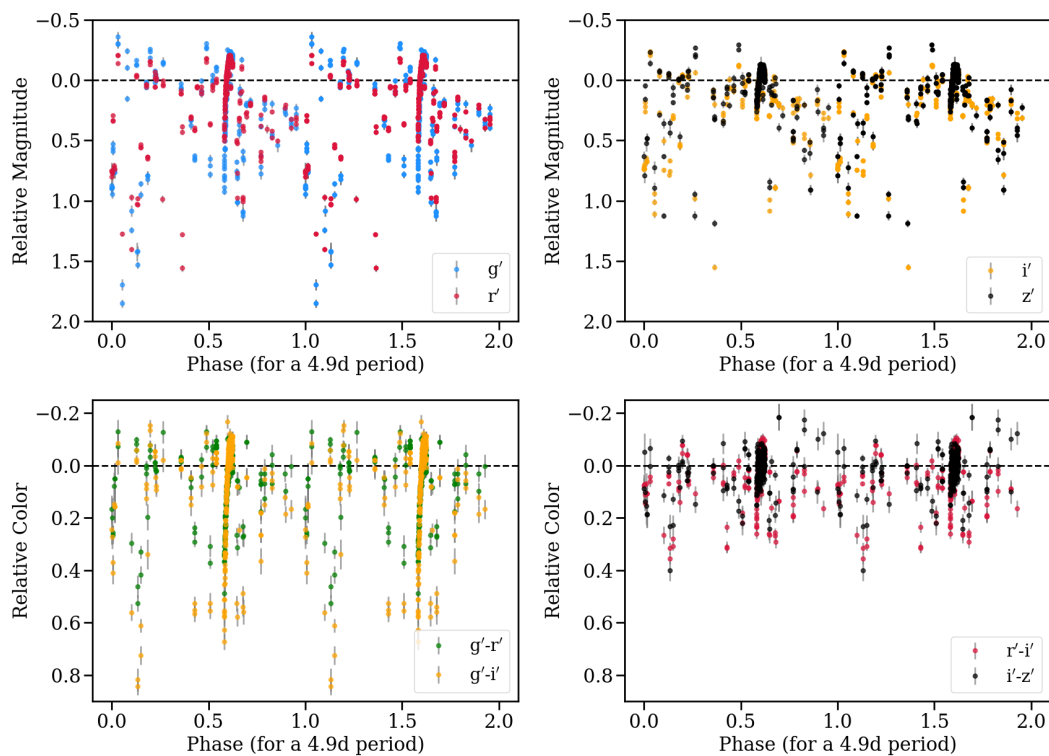 −0.5
0.0
0.5
1.0
1.5
2.0
Relative Magnitude
g′
r′
0.0 0.5 1.0 1.5 2.0
Phase (for a 4.9d period)
−0.5
0.0
0.5
1.0
1.5
2.0
Relative Magnitude
i′
z′
0.0 0.5 1.0 1.5 2.0
Phase (for a 4.9d period)
−0.2
0.0
0.2
0.4
0.6
0.8
Relative Color
g′-r′
g′-i′
0.0 0.5 1.0 1.5 2.0
Phase (for a 4.9d period)
−0.2
0.0
0.2
0.4
0.6
0.8
Relative Color
r′-i′
i′-z′
0.0 0.5 1.0 1.5 2.0
Phase (for a 4.9d period)